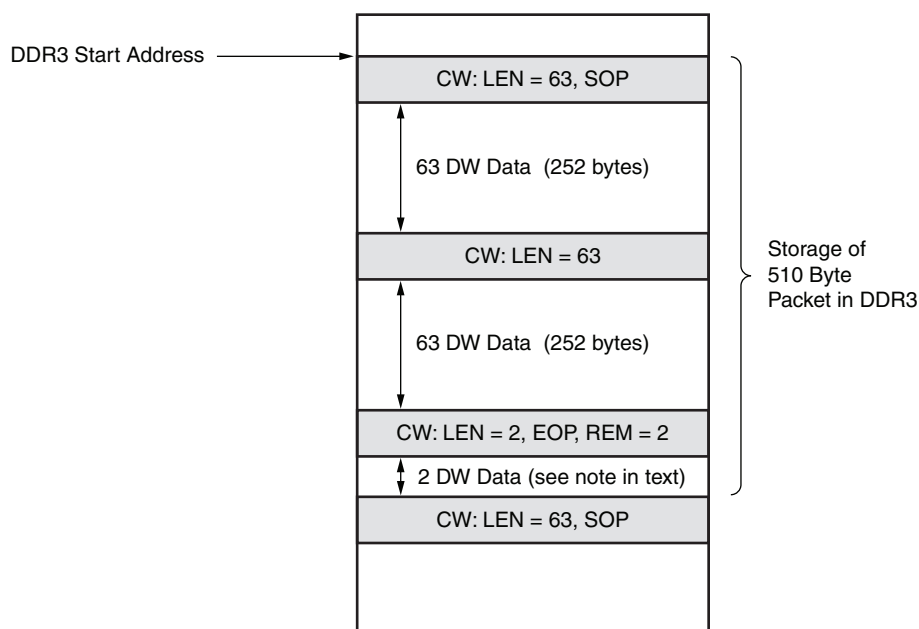 DDR3 Start Address
CW: LEN = 63, SOP
63 DW Data (252 bytes)
CW: LEN = 63
63 DW Data (252 bytes)
CW: LEN = 2, EOP, REM = 2
2 DW Data (see note in text)
CW: LEN = 63, SOP
Storage of
510 Byte
Packet in DDR3